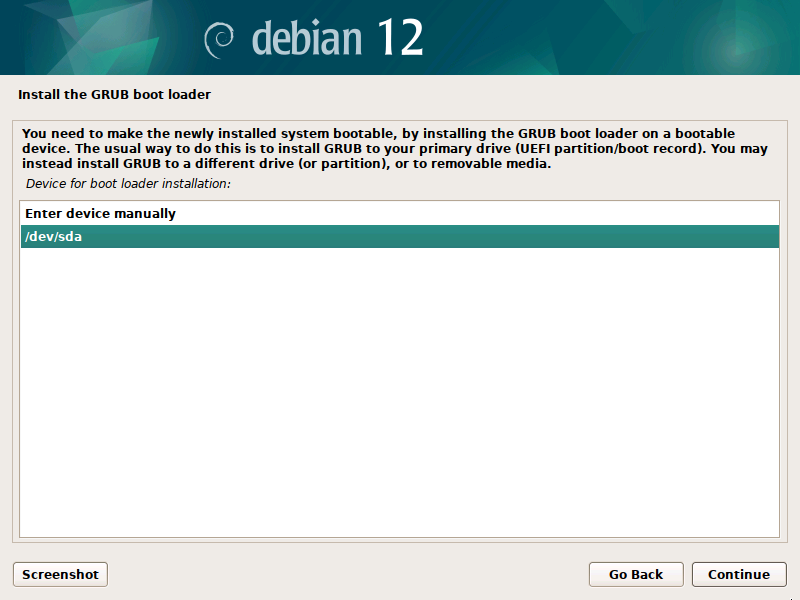 debian 12
Install the GRUB boot loader
You need to make the newly installed system bootable, by installing the GRUB boot loader on a bootable
device. The usual way to do this is to install GRUB to your primary drive (UEFI partition/boot record). You may
instead install GRUB to a different drive (or partition), or to removable media.
Device for boot loader installation:
Enter device manually
/dev/sda
Screenshot
Go Back
Continue